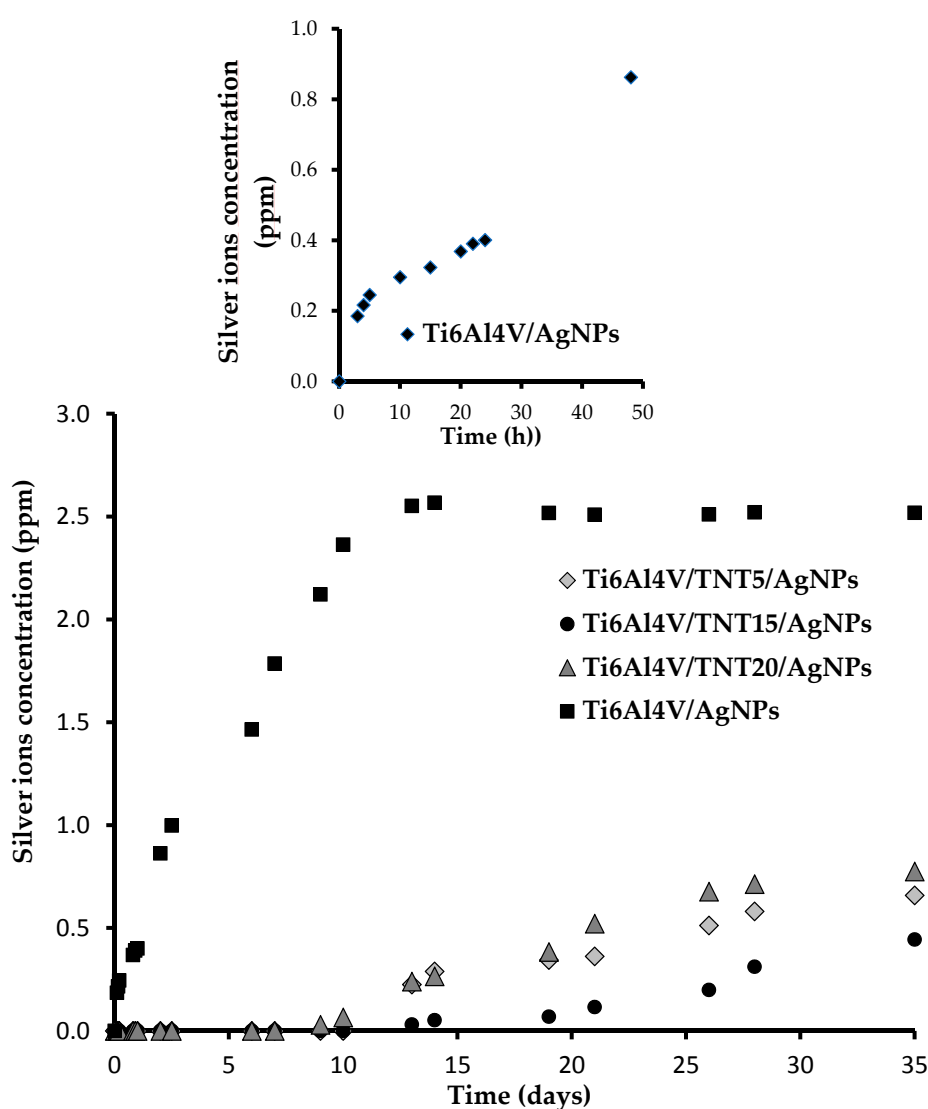 Silver ions concentration
(ppm)
1.0
0.8
0.6
0.4
0.2
0.0
Ti6Al4V/AgNPs
0 10 20 30 40 50
Time (h))
Silver ions concentration (ppm)
3.0
2.5
2.0
1.5
1.0
0.5
0.0
Ti6Al4V/TNT5/AgNPs
Ti6Al4V/TNT15/AgNPs
Ti6Al4V/TNT20/AgNPs
Ti6Al4V/AgNPs
0 5 10 15 20 25 30 35
Time (days)